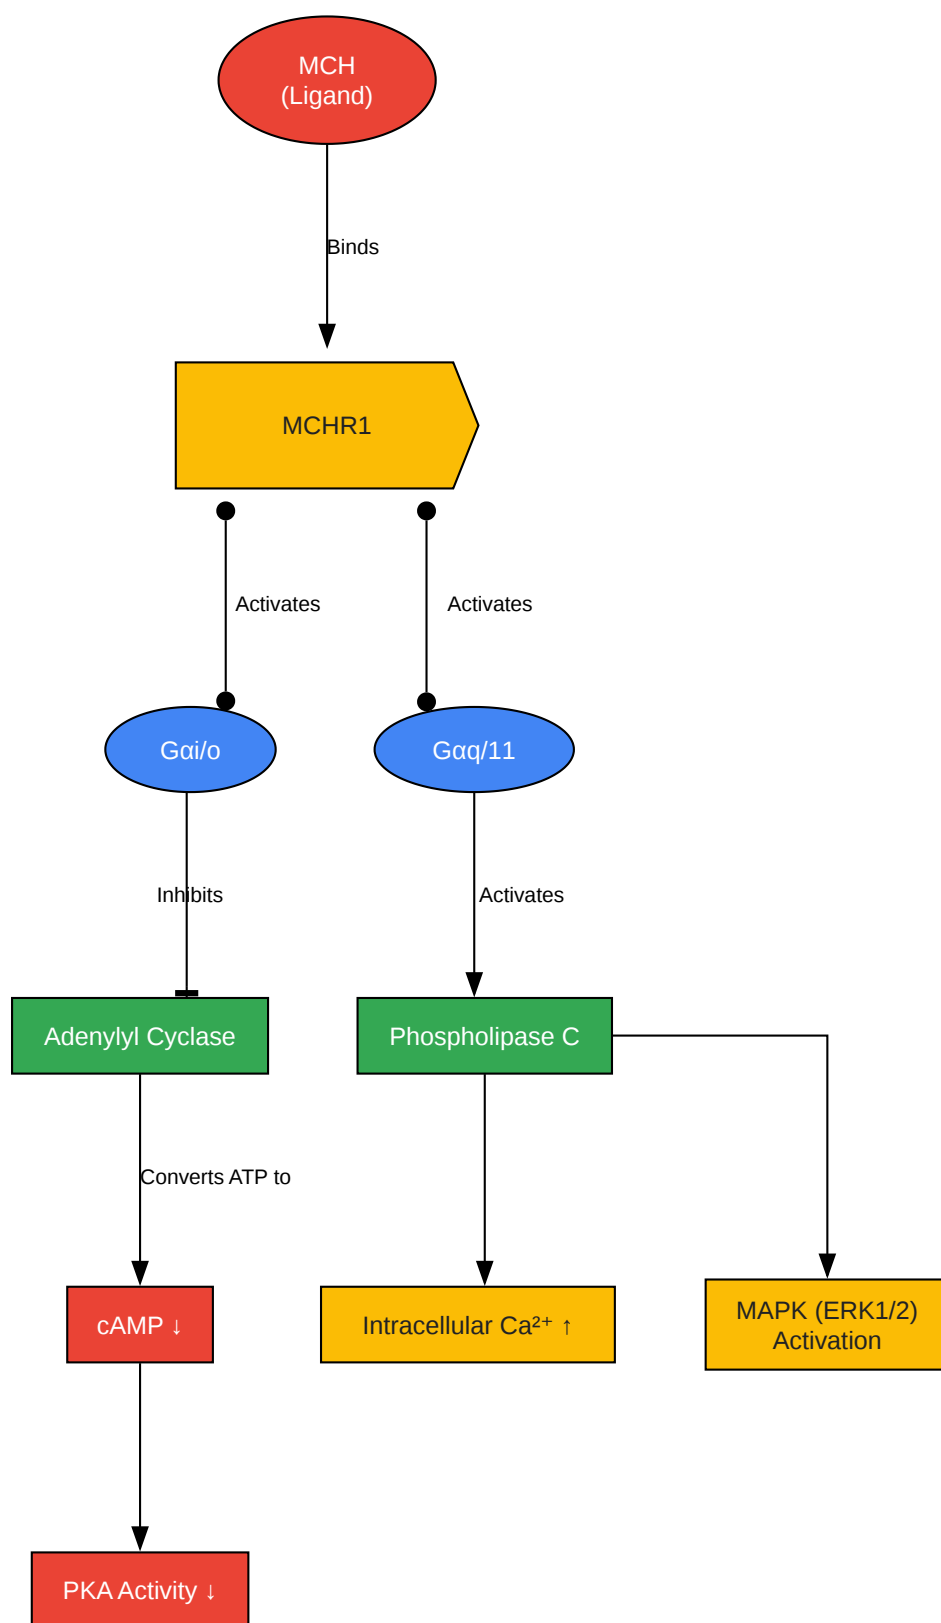 MCH
(Ligand)
Binds
MCHR1
Activates
Activates
Gαi/o
Gαq/11
Inhibits
Activates
Adenylyl Cyclase
Phospholipase C
Converts ATP to
cAMP ↓
Intracellular Ca²⁺ ↑
MAPK (ERK1/2)
Activation
PKA Activity ↓